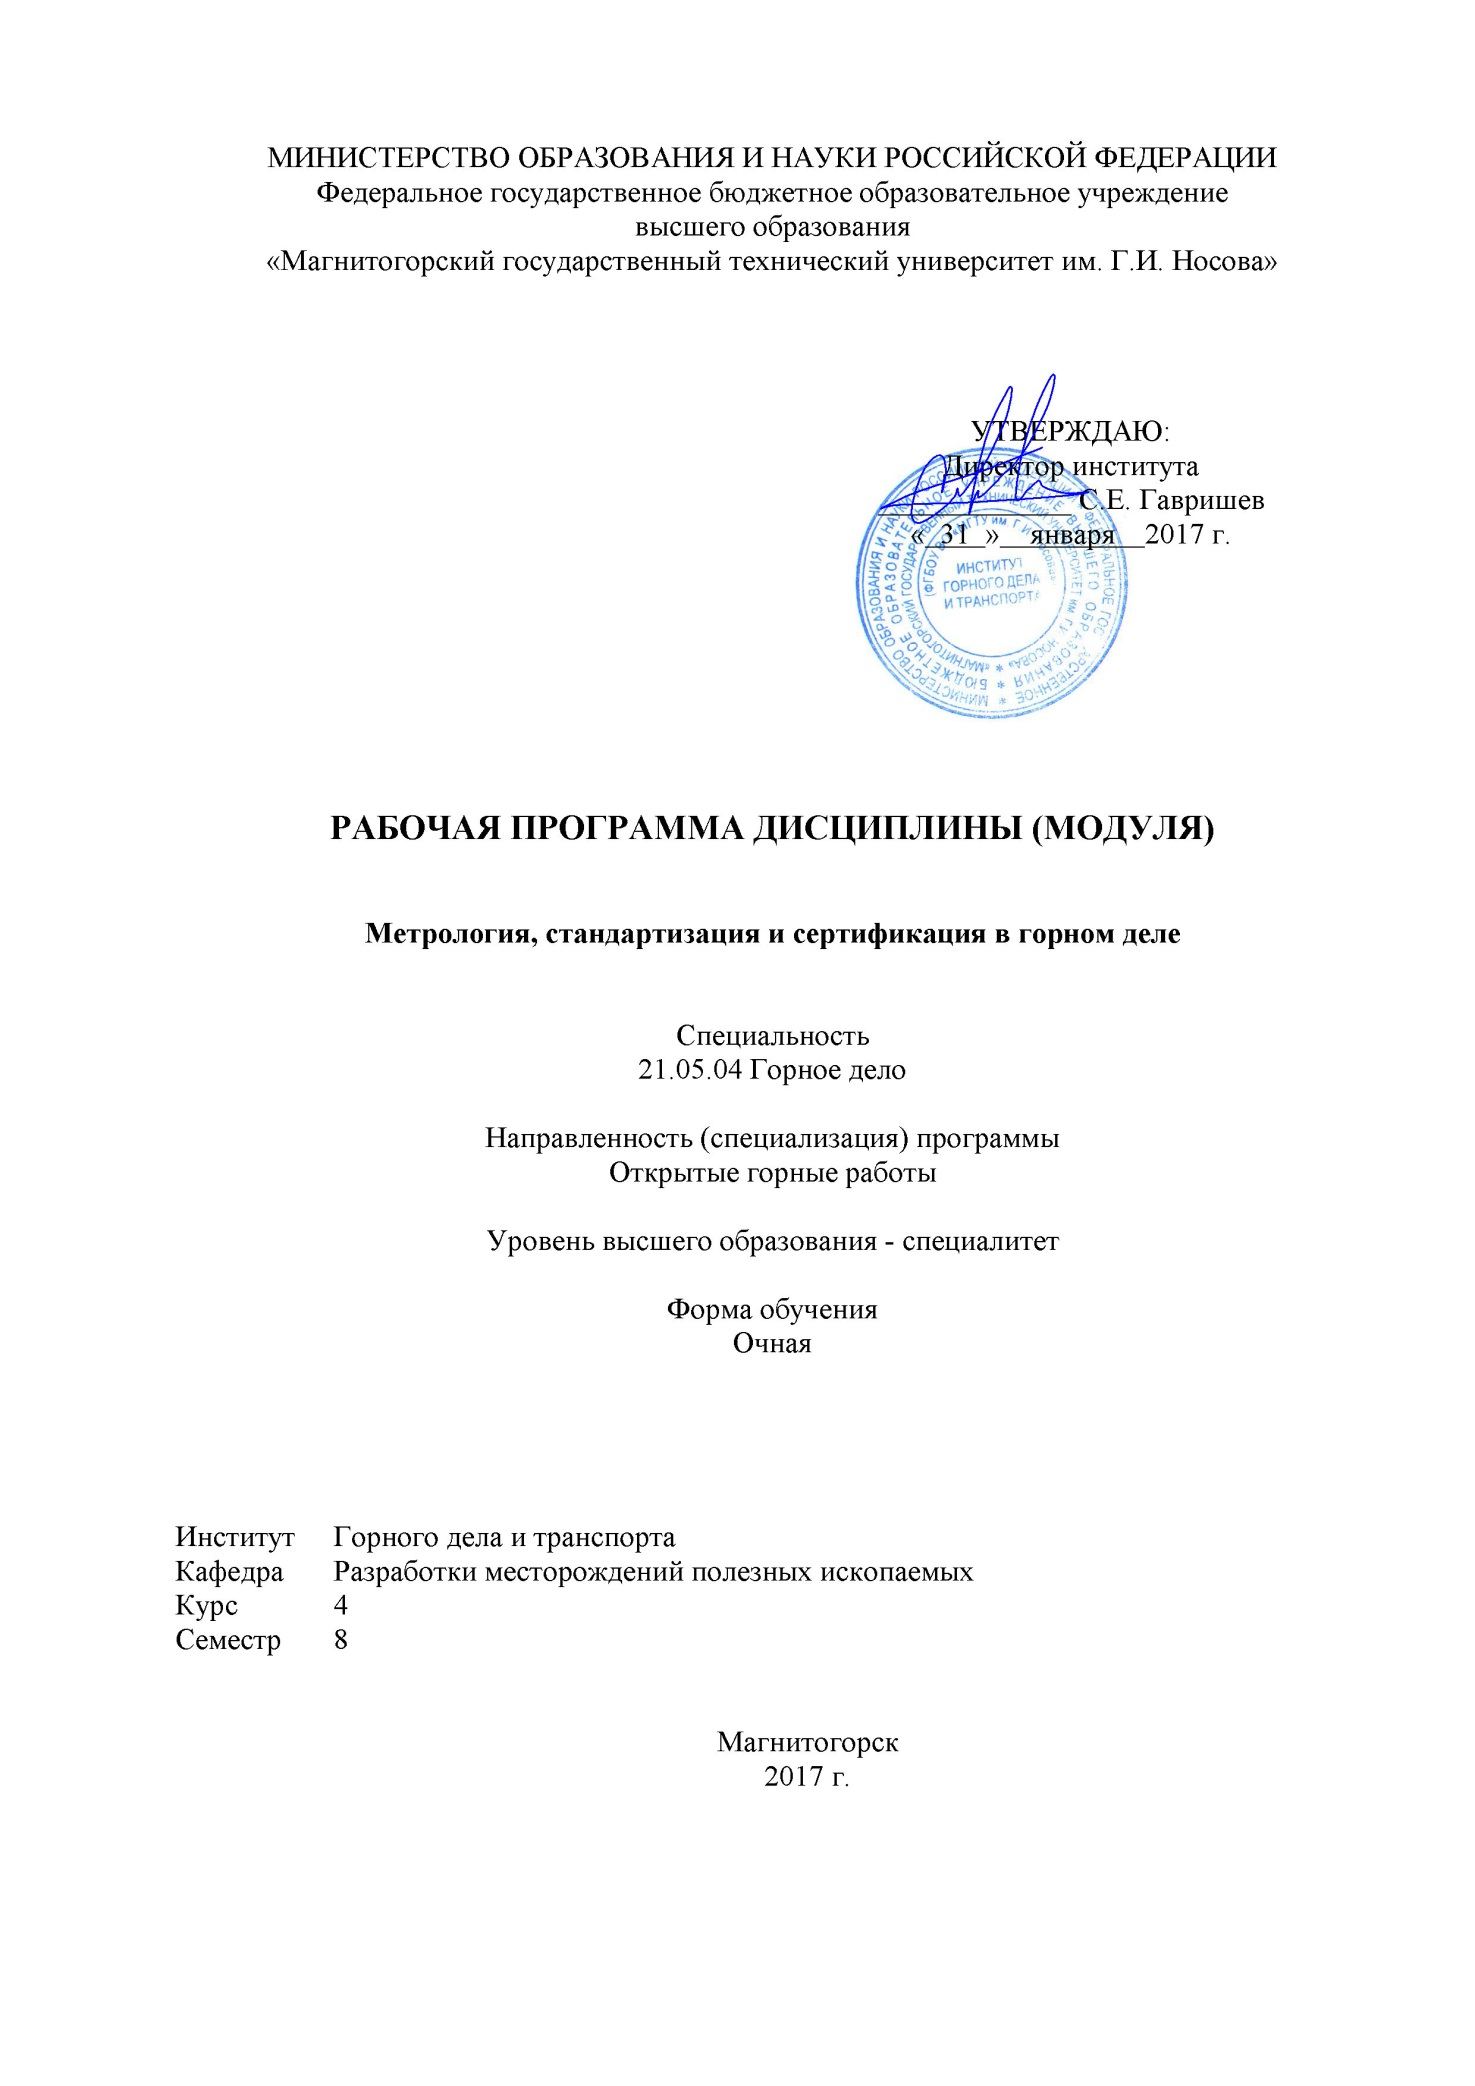 МИНИСТЕРСТВО ОБРАЗОВАНИЯ И НАУКИ РОССИЙСКОЙ ФЕДЕРАЦИИ
Федеральное государственное бюджетное образовательное учреждение
высшего образования
«Магнитогорский государственный технический университет им. Г.И. Носова»
УТВЕРЖДАЮ:
Директор института
С.Е. Гавришев
« 31 » января 2017 г.
ИНСТИТУТ
ГОРНОГО ДЕЛА
И ТРАНСПОРТА
РАБОЧАЯ ПРОГРАММА ДИСЦИПЛИНЫ (МОДУЛЯ)
Метрология, стандартизация и сертификация в горном деле
Специальность
21.05.04 Горное дело
Направленность (специализация) программы
Открытые горные работы
Уровень высшего образования - специалитет
Форма обучения
Очная
Институт Горного дела и транспорта
Кафедра Разработки месторождений полезных ископаемых
Курс 4
Семестр 8
Магнитогорск
2017 г.